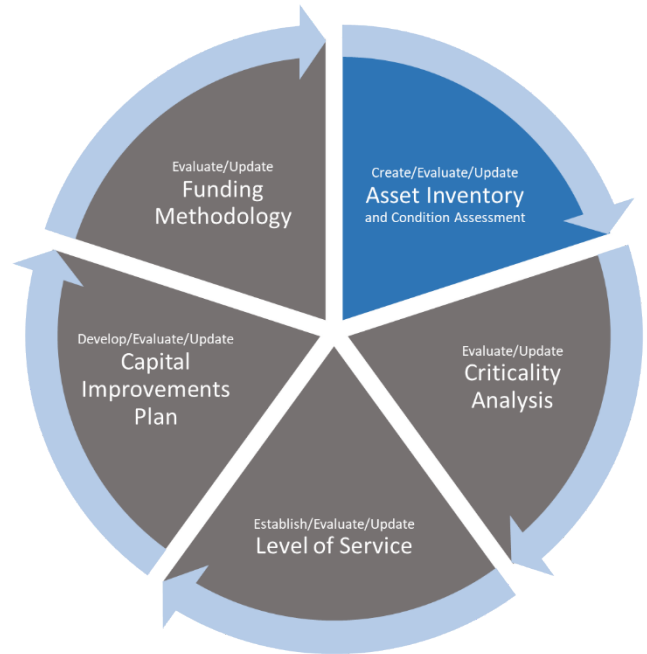 Evaluate/Update
Funding
Methodology
Create/Evaluate/Update
Asset Inventory
and Condition Assessment
Evaluate/Update
Criticality
Analysis
Establish/Evaluate/Update
Level of Service
Develop/Evaluate/Update
Capital
Improvements
Plan